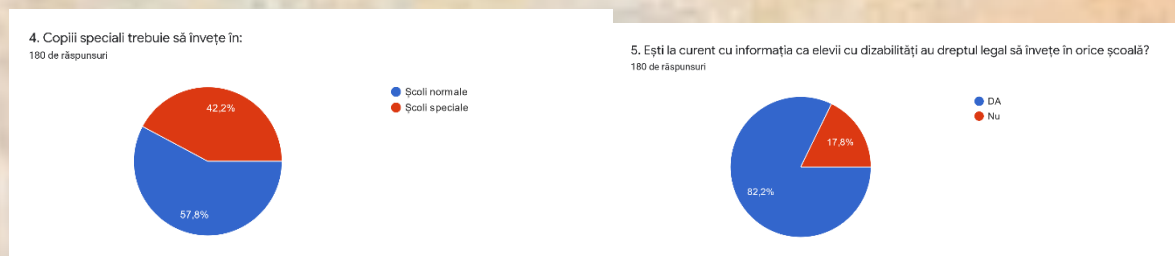 4. Copiii speciali trebuie să învețe în:
180 de răspunsuri
Școli normale
Școli speciale
42,2%
57,8%
5. Ești la curent cu informația ca elevii cu dizabilități au dreptul legal să învețe în orice școală?
180 de răspunsuri
DA
Nu
17,8%
82,2%